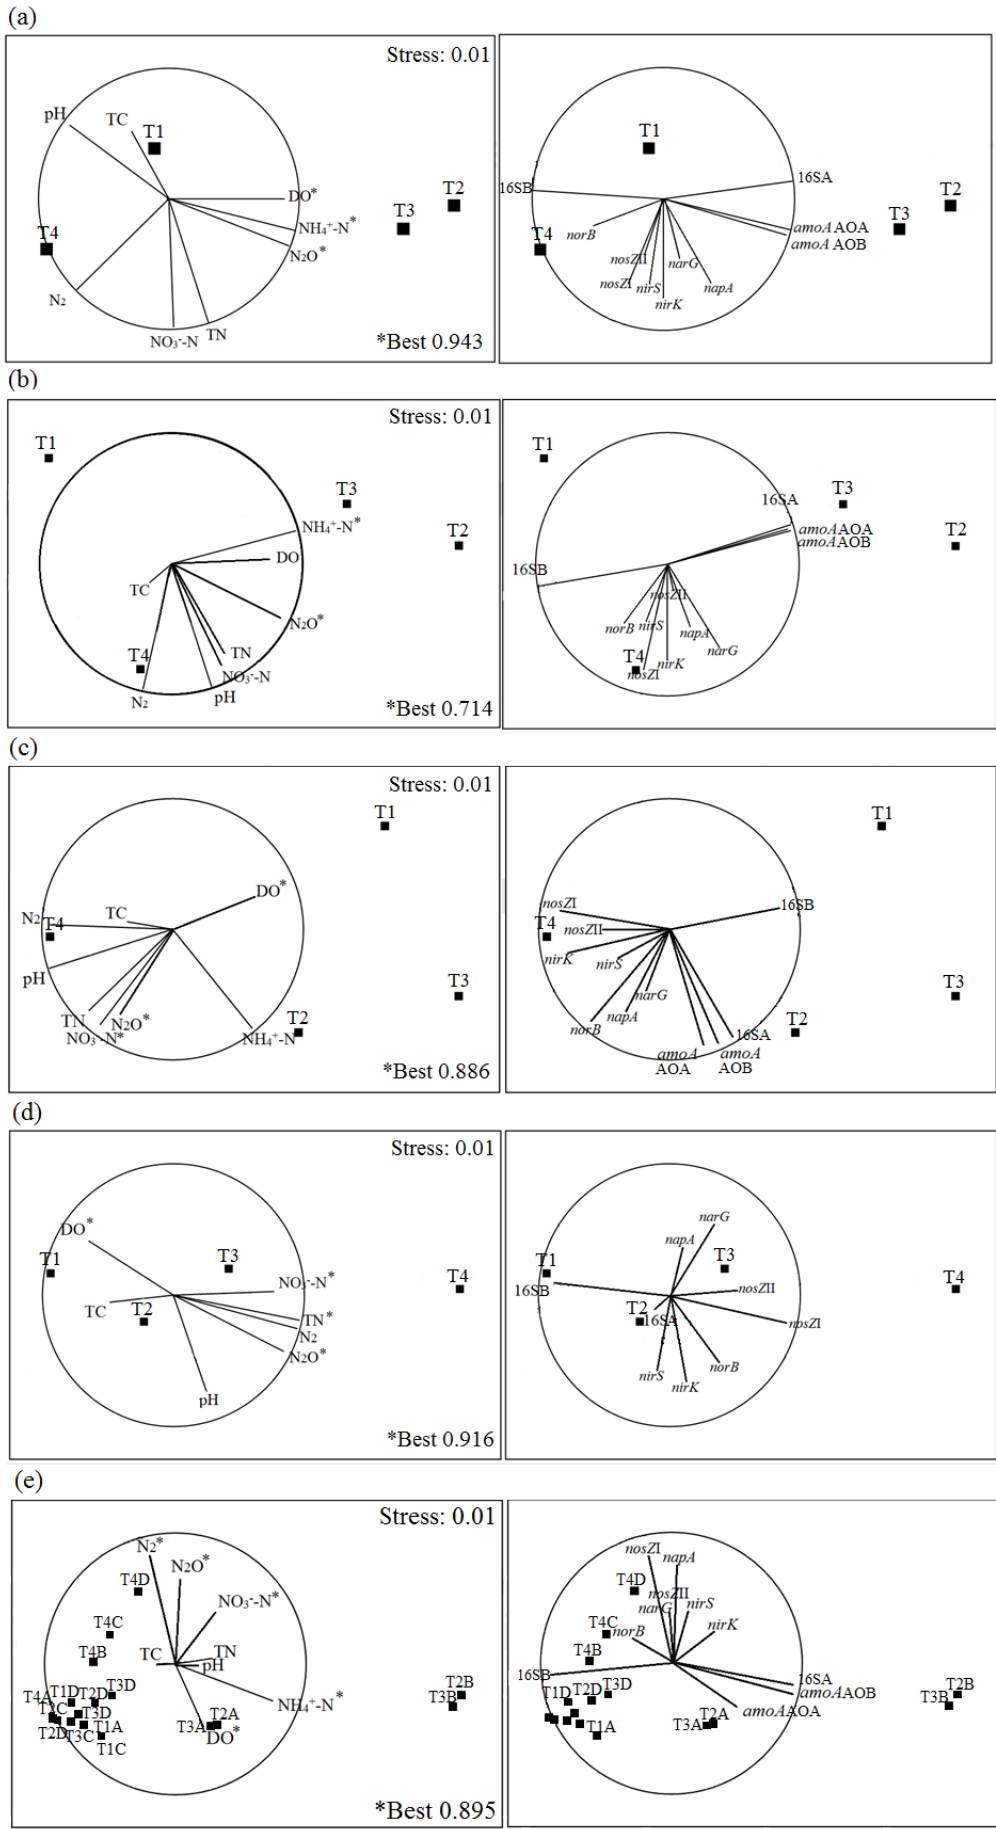 (a)
Stress: 0.01
pH
TC
T1
DO*
T2
T3
NH₄⁺-N*
N₂O*
T4
N₂
NO₃⁻-N
TN
*Best 0.943
T1
16SB
16SA
T2
T3
amoA AOA
amoA AOB
norB
T4
nosZII
narG
nosZI
nirS
napA
nirK
(b)
Stress: 0.01
T1
T3
NH₄⁺-N*
T2
DO
TC
N₂O*
TN
T4
NO₃⁻-N
N₂
pH
*Best 0.714
T1
16SA
T3
amoAAOA
T2
amoAAOB
16SB
nosZII
norB
nirS
napA
narG
T4
nirK
nosZI
(c)
Stress: 0.01
T1
DO*
N₂
T4
TC
pH
T3
TN
N₂O*
NO₃⁻-N*
T2
NH₄⁺-N
*Best 0.886
T1
nosZI
16SB
T4
nosZII
nirK
nirS
T3
narG
napA
norB
T2
16SA
amoA
AOA
amoA
AOB
(d)
Stress: 0.01
DO*
T1
T3
T4
NO₃⁻-N*
TC
T2
TN*
N₂
N₂O*
pH
*Best 0.916
narG
napA
T1
T3
T4
16SB
nosZII
T2
16SA
nosZI
norB
nirS
nirK
(e)
Stress: 0.01
N₂*
N₂O*
T4D
NO₃⁻-N*
T4C
TC
TN
T4B
pH
T1D
T2D
T3D
T2B
T4A
T3B
NH₄⁺-N*
T3D
T2D
T3C
T1A
T3A
T2A
DO*
T1C
*Best 0.895
nosZI
napA
T4D
nosZII
narG
nirS
T4C
norB
nirK
T4B
16SB
16SA
T1D
T2D
T3D
T2B
amoAAOB
T3B
amoAAOA
T1A
T3A
T2A